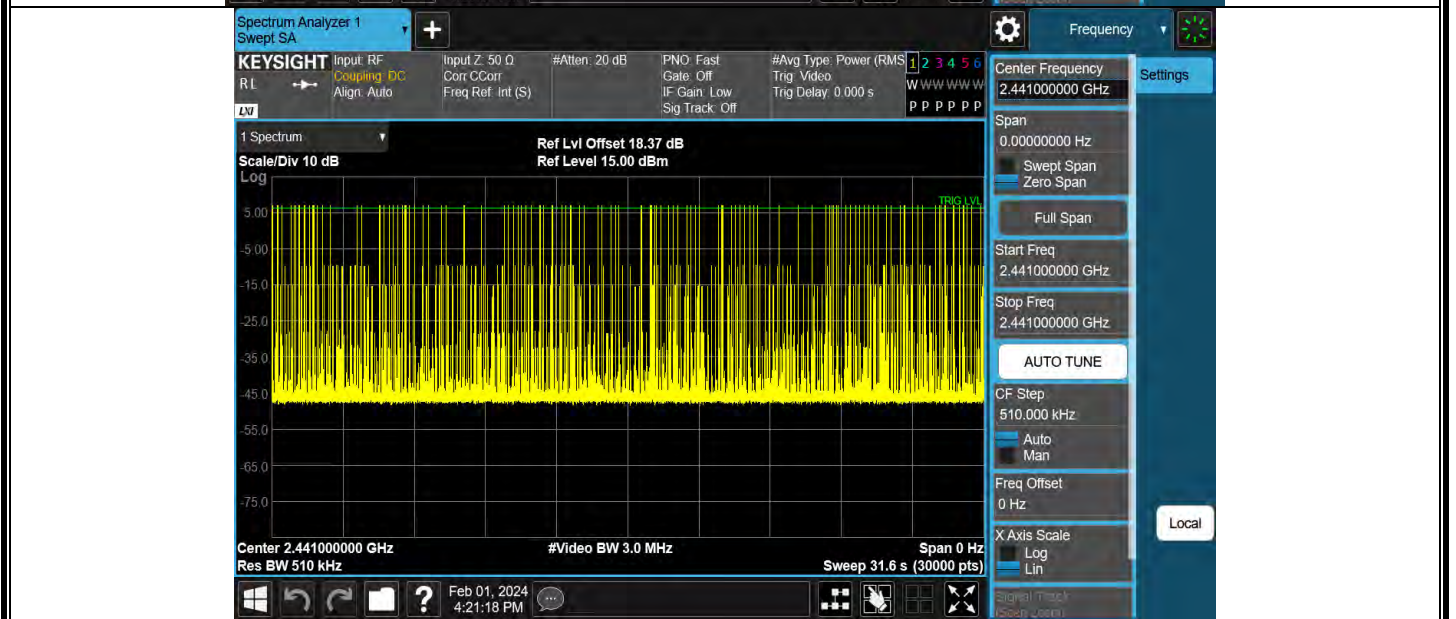 Spectrum Analyzer 1
Swept SA
+
Frequency
KEYSIGHT
RL
LXI
Input: RF
Coupling: DC
Align: Auto
Input Z: 50 Ω
Corr CCorr
Freq Ref: Int (S)
#Atten: 20 dB
PNO: Fast
Gate: Off
IF Gain: Low
Sig Track: Off
#Avg Type: Power (RMS
Trig: Video
Trig Delay: 0.000 s
1 2 3 4 5 6
W W W W W W
P P P P P P
1 Spectrum
Scale/Div 10 dB
Log
Ref Lvl Offset 18.37 dB
Ref Level 15.00 dBm
TRIG LVL
5.00
-5.00
-15.0
-25.0
-35.0
-45.0
-55.0
-65.0
-75.0
Center 2.441000000 GHz
Res BW 510 kHz
#Video BW 3.0 MHz
Span 0 Hz
Sweep 31.6 s (30000 pts)
Center Frequency
2.441000000 GHz
Settings
Span
0.00000000 Hz
Swept Span
Zero Span
Full Span
Start Freq
2.441000000 GHz
Stop Freq
2.441000000 GHz
AUTO TUNE
CF Step
510.000 kHz
Auto
Man
Freq Offset
0 Hz
X Axis Scale
Log
Lin
Signal Track
(Span Zoom)
Local
?
Feb 01, 2024
4:21:18 PM